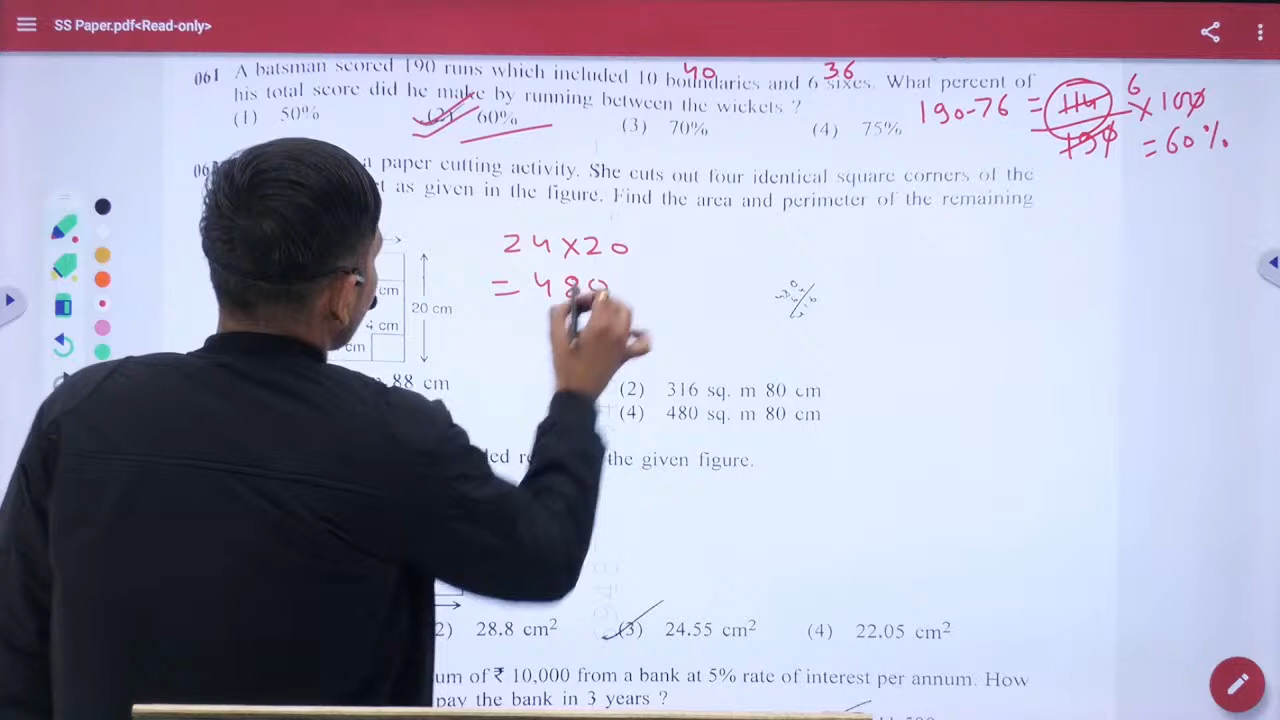 SS Paper.pdf<Read-only>
061 A batsman scored 190 runs which included 10 boundaries and 6 sixes. What percent of
his total score did he make by running between the wickets ?
(1) 50% (2) 60% (3) 70% (4) 75%
40 36
190-76 = 114/190 6 × 100
= 60%
06 a paper cutting activity. She cuts out four identical square corners of the
as given in the figure. Find the area and perimeter of the remaining
24 x 20
= 480
cm
20 cm
4 cm
cm
88 cm (2) 316 sq. m 80 cm
(4) 480 sq. m 80 cm
the given figure.
2) 28.8 cm² (3) 24.55 cm² (4) 22.05 cm²
um of ₹ 10,000 from a bank at 5% rate of interest per annum. How
pay the bank in 3 years ?